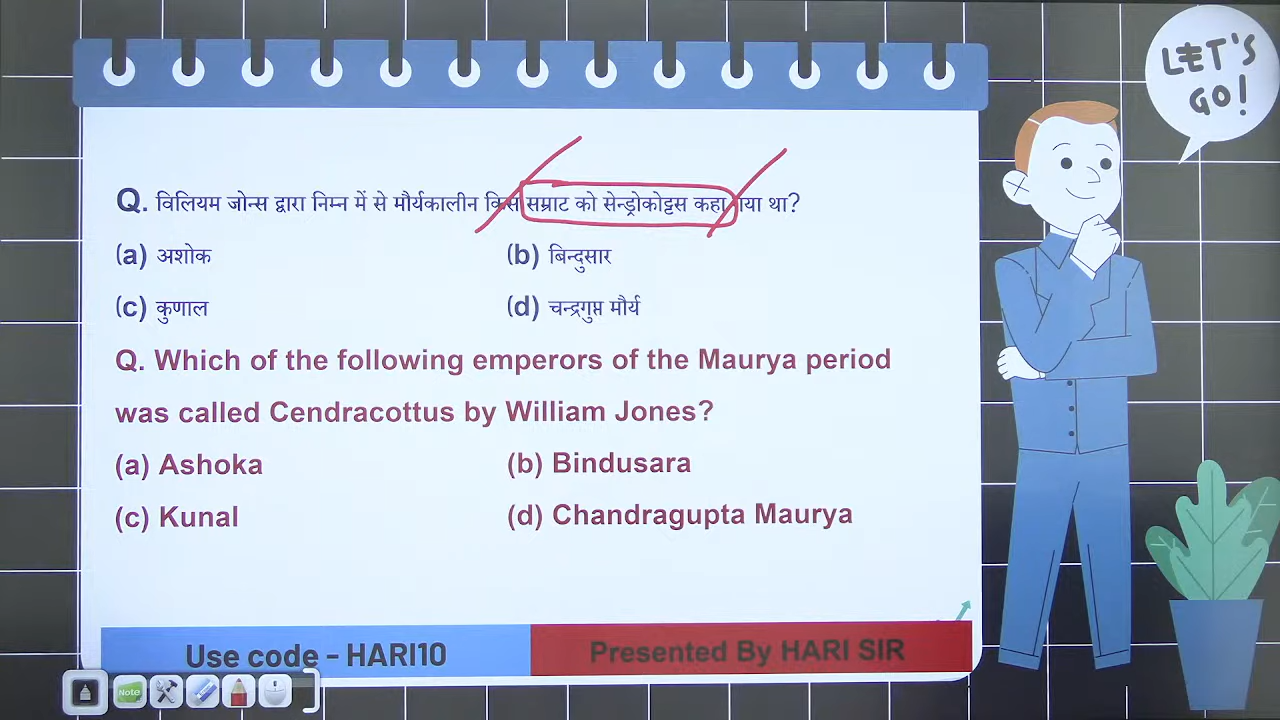 LET'S
GO!
Q. विलियम जोन्स द्वारा निम्न में से मौर्यकालीन किस सम्राट को सेन्ड्रोकोट्टस कहा गया था?
(a) अशोक (b) बिन्दुसार
(c) कुणाल (d) चन्द्रगुप्त मौर्य
Q. Which of the following emperors of the Maurya period
was called Cendracottus by William Jones?
(a) Ashoka (b) Bindusara
(c) Kunal (d) Chandragupta Maurya
Use code - HARI10 Presented By HARI SIR
Note